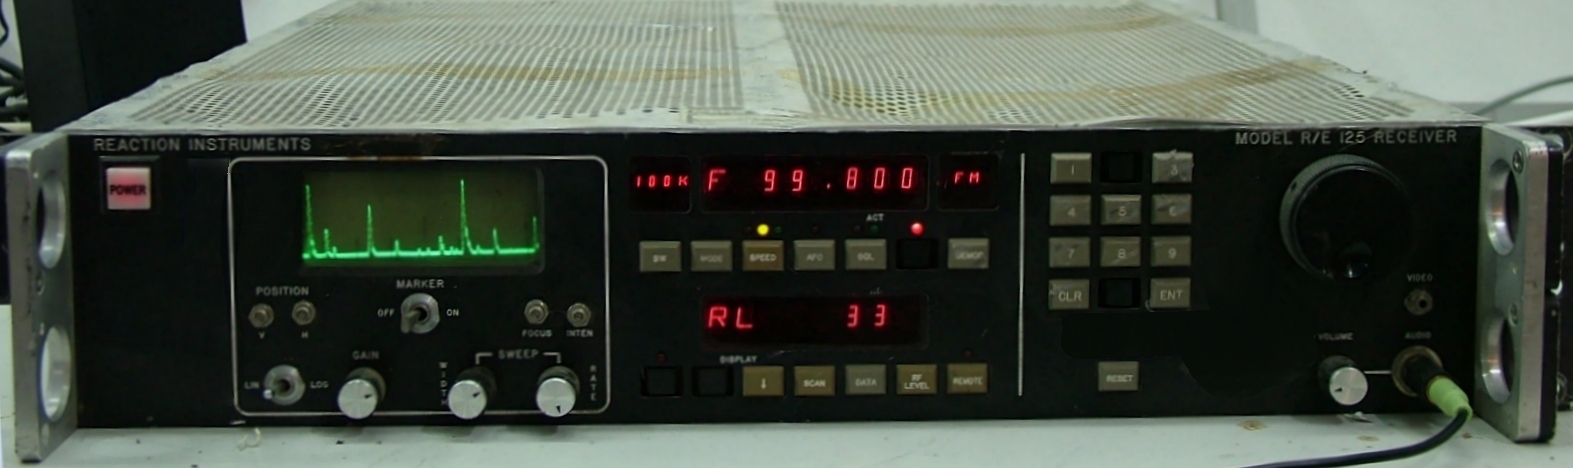 REACTION INSTRUMENTS
MODEL R/E 125 RECEIVER
POWER
100K F 99.800 FM
ACT
BW MODE SPEED AFC SQL MEMORY
RL 33
DISPLAY
↓ SCAN DATA RF LEVEL REMOTE
POSITION
V H
MARKER
OFF ON
FOCUS INTEN
LIN LOG
GAIN
SWEEP
WIDTH
RATE
1 3
4 5 6
7 8 9
CLR ENT
RESET
VIDEO
VOLUME
AUDIO